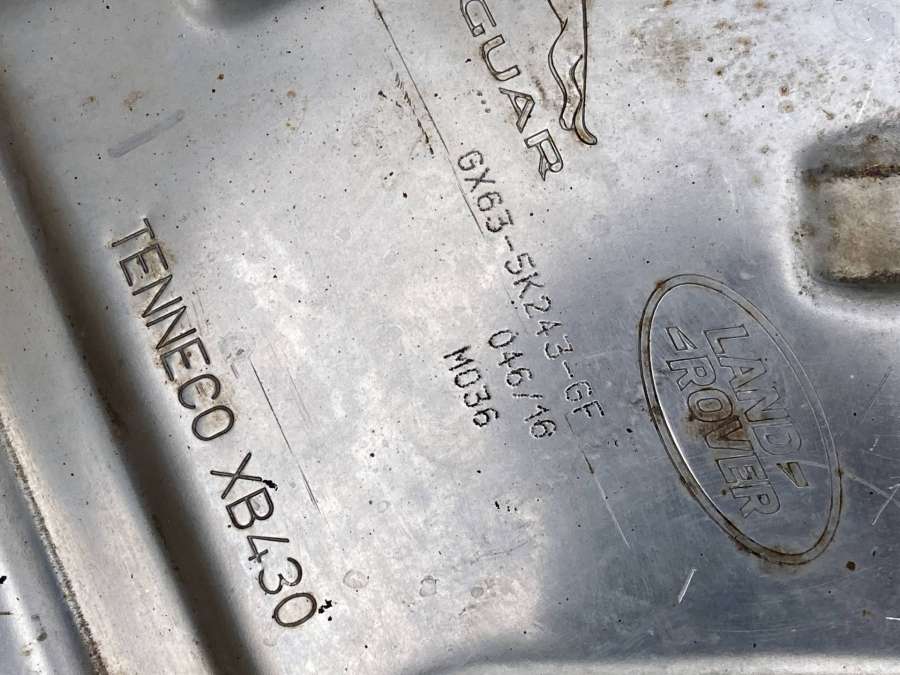 GUAR
GX63-5K243-GF
046/16
M036
LAND
ROVER
TENNECO XB430